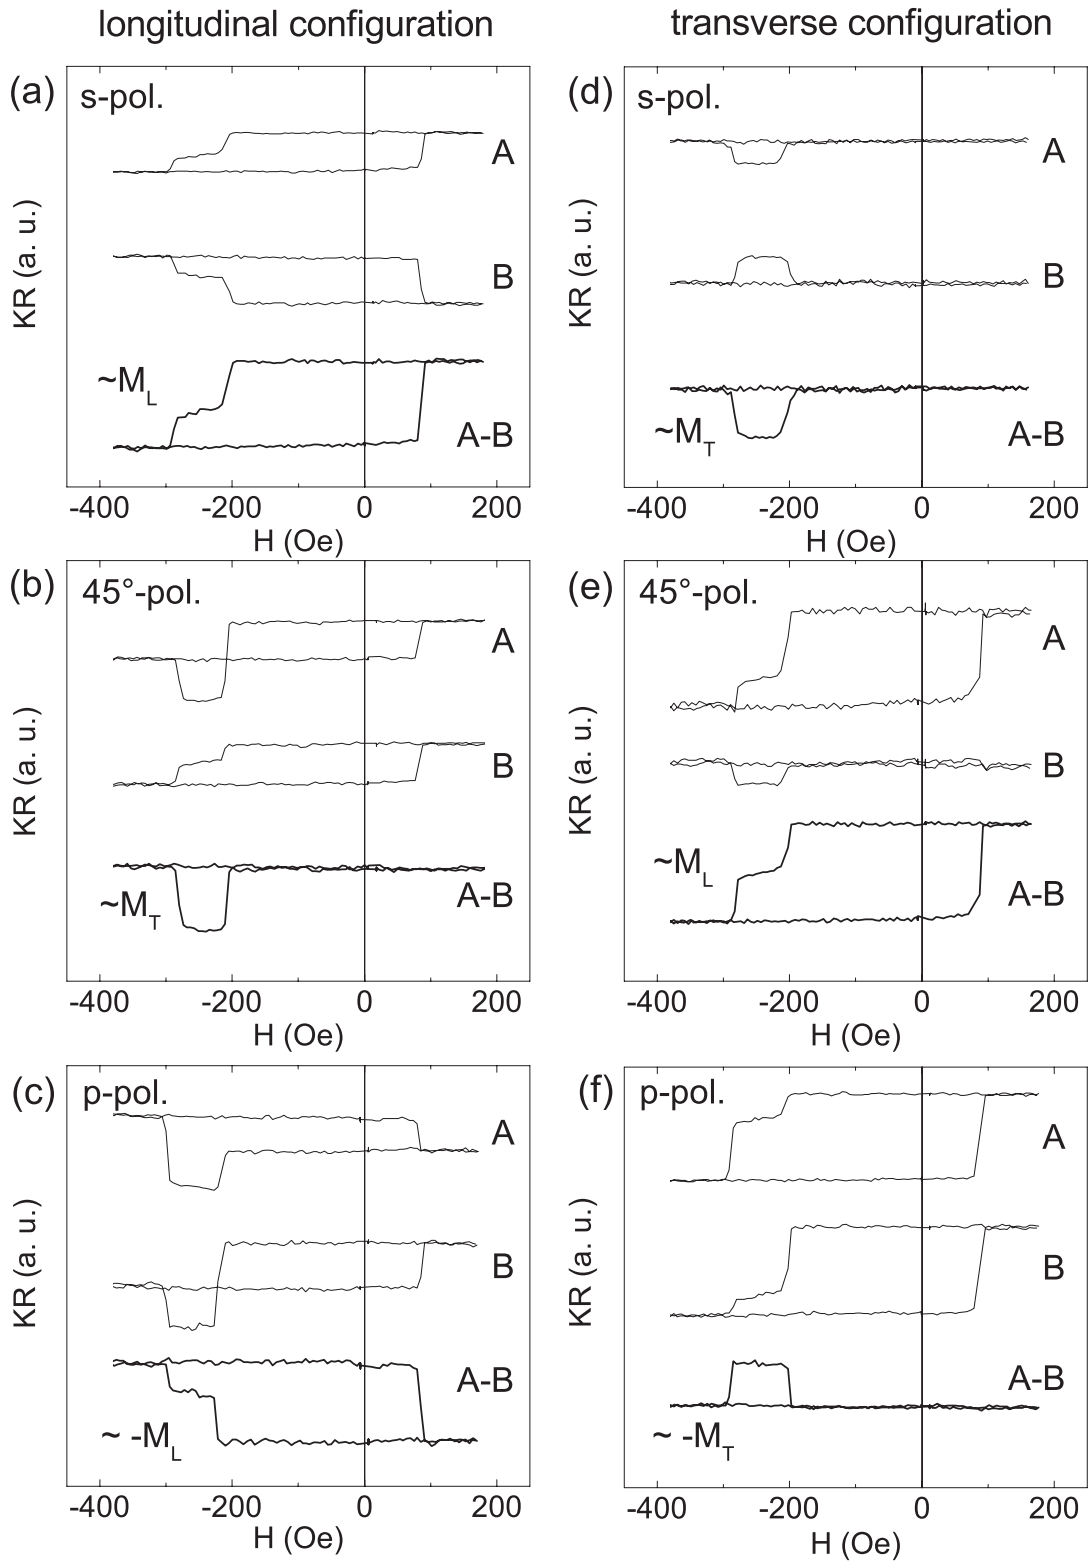 longitudinal configuration
transverse configuration
(a)
s-pol.
A
B
~M_L
A-B
KR (a. u.)
-400 -200 0 200
H (Oe)
(d)
s-pol.
A
B
~M_T
A-B
KR (a. u.)
-400 -200 0 200
H (Oe)
(b)
45°-pol.
A
B
~M_T
A-B
KR (a. u.)
-400 -200 0 200
H (Oe)
(e)
45°-pol.
A
B
~M_L
A-B
KR (a. u.)
-400 -200 0 200
H (Oe)
(c)
p-pol.
A
B
A-B
~ -M_L
KR (a. u.)
-400 -200 0 200
H (Oe)
(f)
p-pol.
A
B
A-B
~ -M_T
KR (a. u.)
-400 -200 0 200
H (Oe)